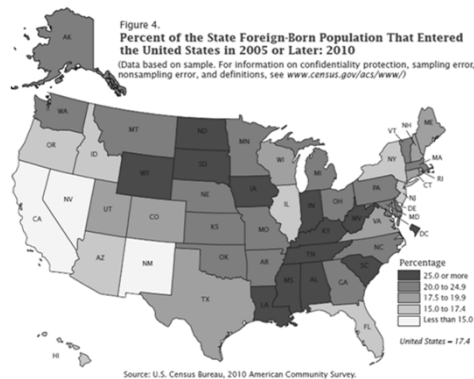 Figure 4.
Percent of the State Foreign-Born Population That Entered
the United States in 2005 or Later: 2010
(Data based on sample. For information on confidentiality protection, sampling error,
nonsampling error, and definitions, see www.census.gov/acs/www/)
AK
WA
MT
ND
MN
VT
NH
ME
OR
ID
WY
SD
WI
MI
NY
MA
RI
CT
NV
UT
CO
NE
IA
IL
IN
OH
PA
NJ
DE
MD
DC
CA
KS
MO
KY
WV
VA
AZ
NM
OK
AR
TN
NC
SC
TX
LA
MS
AL
GA
FL
HI
Percentage
25.0 or more
20.0 to 24.9
17.5 to 19.9
15.0 to 17.4
Less than 15.0
United States = 17.4
Source: U.S. Census Bureau, 2010 American Community Survey.